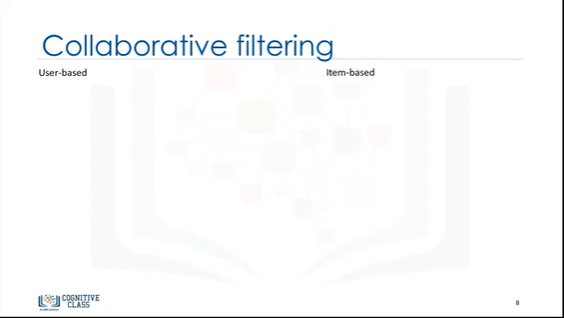 Collaborative filtering
User-based
Item-based
COGNITIVE
CLASS
8